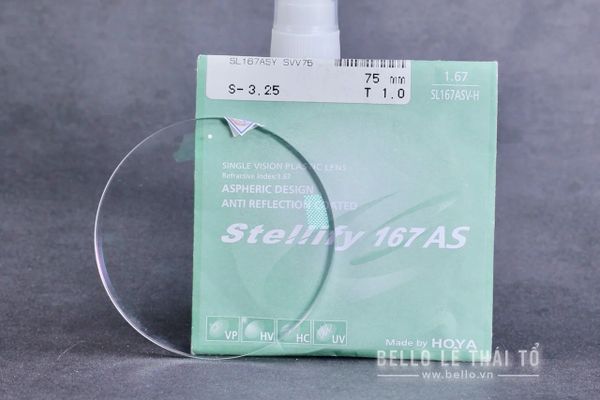 SL167ASY SVV75
75 mm
S-3.25
T 1.0
1.67
SL167ASV-H
SINGLE VISION PLASTIC LENS
Refractive Index:1.67
ASPHERIC DESIGN
ANTI REFLECTION COATED
Stellify 167 AS
VP HV HC UV
Made by HOYA
BELLO LÊ THÁI TỔ
www.bello.vn